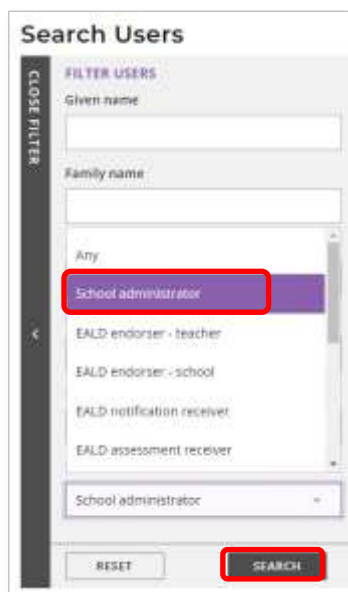 Search Users
CLOSE FILTER
FILTER USERS
Given name
Family name
Any
School administrator
EALD endorser - teacher
EALD endorser - school
EALD notification receiver
EALD assessment receiver
School administrator
RESET
SEARCH